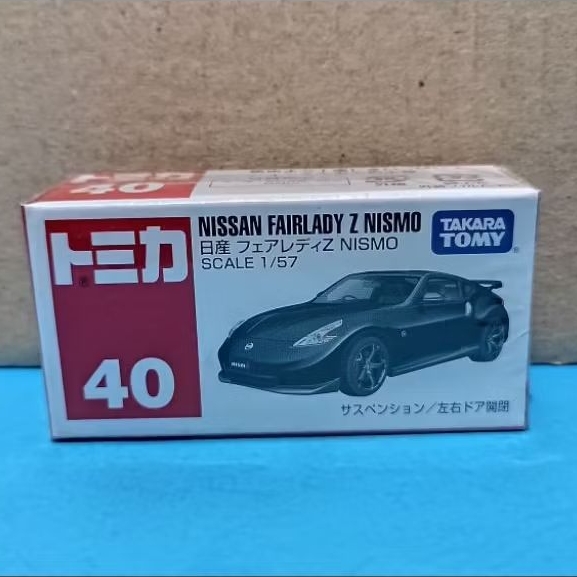 40
トミカ®
40
NISSAN FAIRLADY Z NISMO
日産 フェアレディZ NISMO
SCALE 1/57
TAKARA
TOMY®
サスペンション／左右ドア開閉